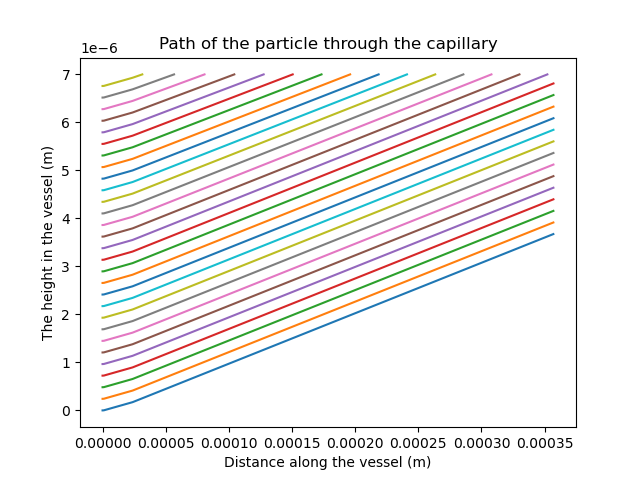 Path of the particle through the capillary
1e−6
7
6
5
4
3
2
1
0
The height in the vessel (m)
0.00000 0.00005 0.00010 0.00015 0.00020 0.00025 0.00030 0.00035
Distance along the vessel (m)